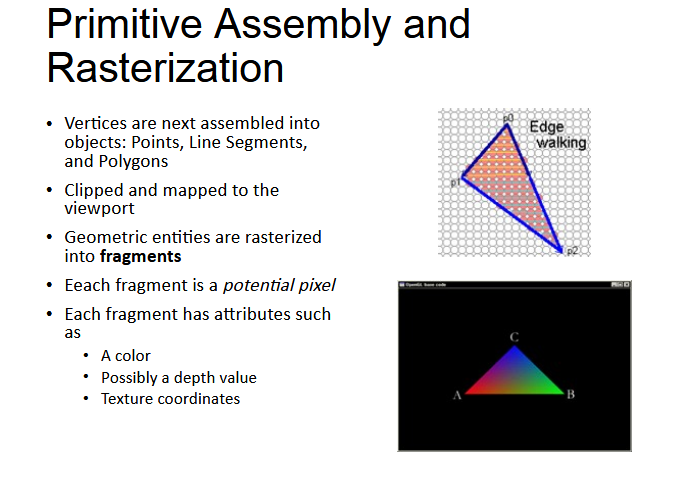 Primitive Assembly and
Rasterization
• Vertices are next assembled into
objects: Points, Line Segments,
and Polygons
• Clipped and mapped to the
viewport
• Geometric entities are rasterized
into fragments
• Eeach fragment is a potential pixel
• Each fragment has attributes such
as
• A color
• Possibly a depth value
• Texture coordinates
p0
Edge
walking
p1
p2
OpenGL base code
C
A
B